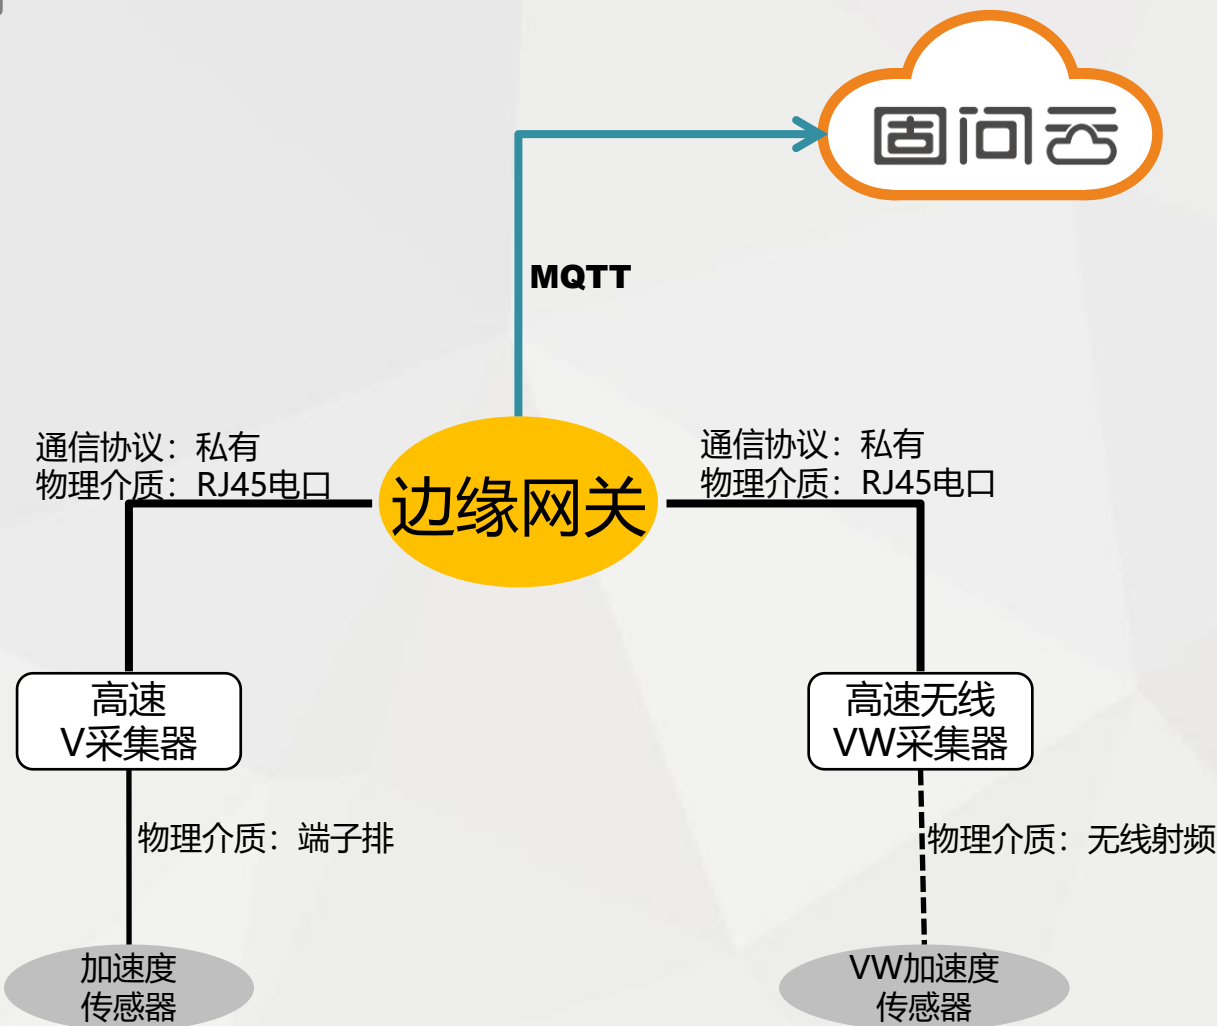 固问云
MQTT
通信协议：私有
物理介质：RJ45电口
通信协议：私有
物理介质：RJ45电口
边缘网关
高速
V采集器
高速无线
VW采集器
物理介质：端子排
物理介质：无线射频
加速度
传感器
VW加速度
传感器